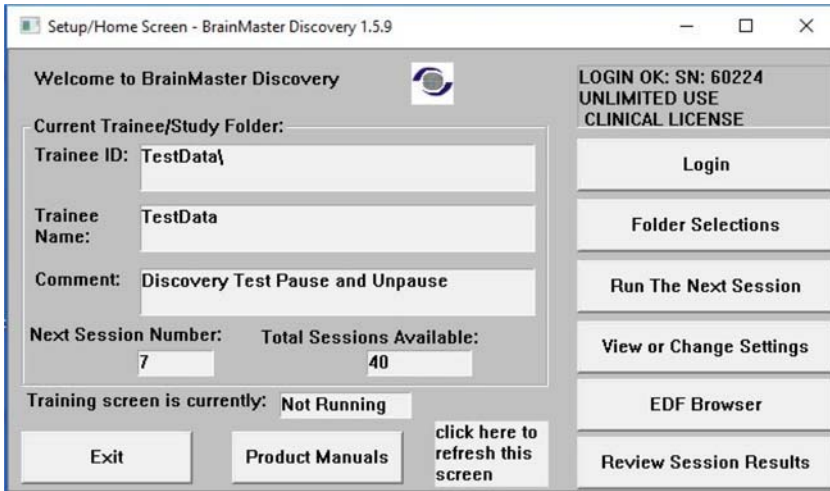 Setup/Home Screen - BrainMaster Discovery 1.5.9
Welcome to BrainMaster Discovery
LOGIN OK: SN: 60224
UNLIMITED USE
CLINICAL LICENSE
Current Trainee/Study Folder:
Trainee ID: TestData\
Trainee
Name:
TestData
Comment: Discovery Test Pause and Unpause
Next Session Number:
7
Total Sessions Available:
40
Training screen is currently: Not Running
Exit
Product Manuals
click here to
refresh this
screen
Login
Folder Selections
Run The Next Session
View or Change Settings
EDF Browser
Review Session Results